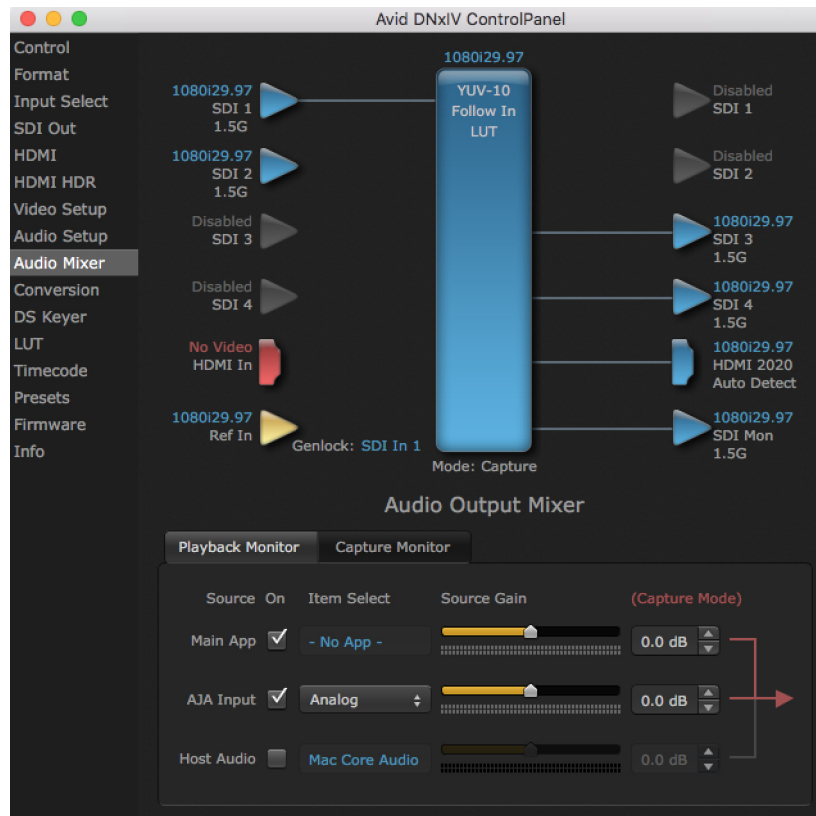 Avid DNxIV ControlPanel
Control
Format
Input Select
SDI Out
HDMI
HDMI HDR
Video Setup
Audio Setup
Audio Mixer
Conversion
DS Keyer
LUT
Timecode
Presets
Firmware
Info
1080i29.97
SDI 1
1.5G
1080i29.97
SDI 2
1.5G
Disabled
SDI 3
Disabled
SDI 4
No Video
HDMI In
1080i29.97
Ref In
Genlock: SDI In 1
1080i29.97
YUV-10
Follow In
LUT
Mode: Capture
Disabled
SDI 1
Disabled
SDI 2
1080i29.97
SDI 3
1.5G
1080i29.97
SDI 4
1.5G
1080i29.97
HDMI 2020
Auto Detect
1080i29.97
SDI Mon
1.5G
Audio Output Mixer
Playback Monitor Capture Monitor
Source On Item Select Source Gain (Capture Mode)
Main App - No App - 0.0 dB
AJA Input Analog 0.0 dB
Host Audio Mac Core Audio 0.0 dB